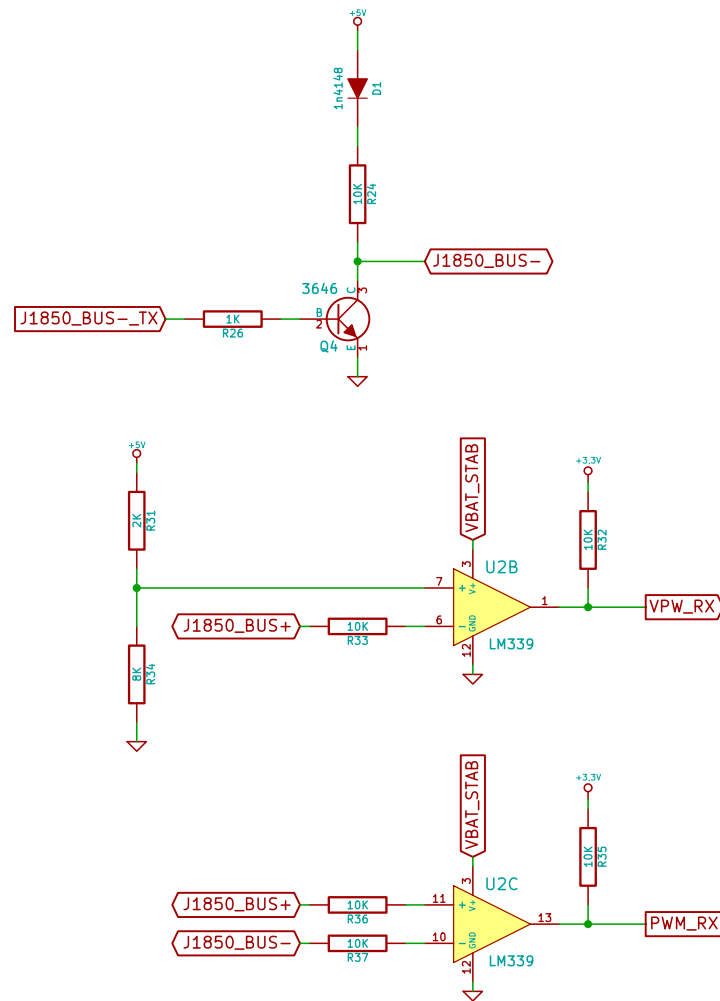 +5V
1n4148
D1
10K
R24
J1850_BUS-
3646
C
3
J1850_BUS-_TX
1K
R26
B
2
Q4
E
1
+5V
2K
R31
8K
R34
VBAT_STAB
+3.3V
3
U2B
10K
R32
7
+
V+
1
VPW_RX
J1850_BUS+
10K
R33
6
-
GND
12
LM339
VBAT_STAB
+3.3V
3
U2C
10K
R35
J1850_BUS+
10K
R36
11
+
V+
13
PWM_RX
J1850_BUS-
10K
R37
10
-
GND
12
LM339